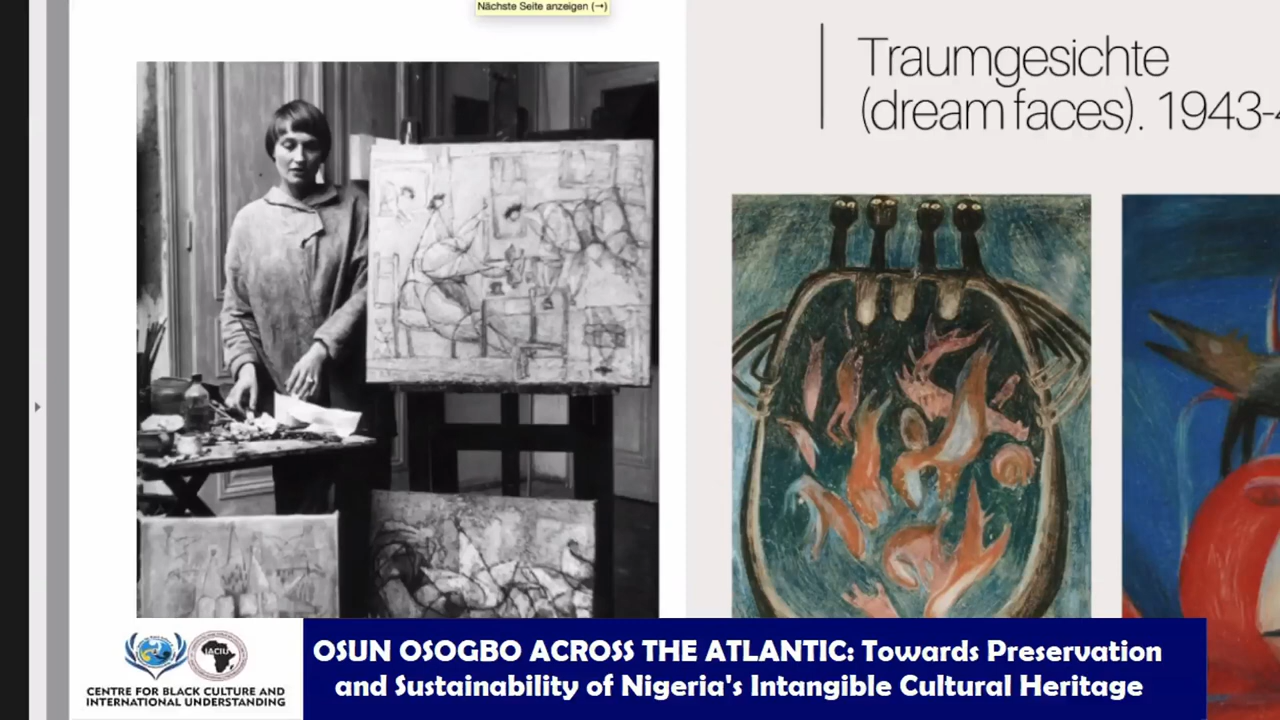 Nächste Seite anzeigen (→)
Traumgesichte
(dream faces). 1943-
IACIU
CENTRE FOR BLACK CULTURE AND
INTERNATIONAL UNDERSTANDING
OSUN OSOGBO ACROSS THE ATLANTIC: Towards Preservation
and Sustainability of Nigeria's Intangible Cultural Heritage